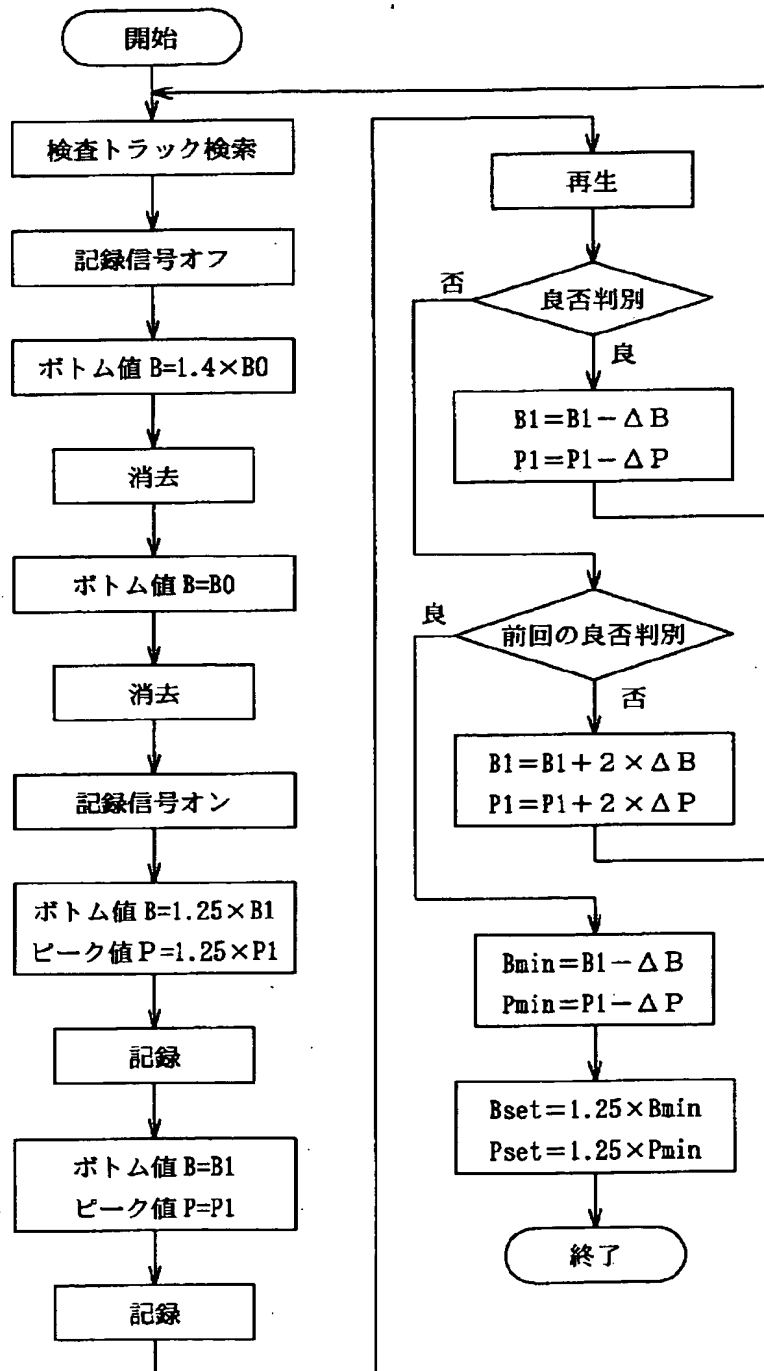 開始
検査トラック検索
記録信号オフ
ボトム値 B=1.4×B0
消去
ボトム値 B=B0
消去
記録信号オン
ボトム値 B=1.25×B1
ピーク値 P=1.25×P1
記録
ボトム値 B=B1
ピーク値 P=P1
記録
再生
良否判別
否
良
B1=B1-ΔB
P1=P1-ΔP
前回の良否判別
良
否
B1=B1+2×ΔB
P1=P1+2×ΔP
Bmin=B1-ΔB
Pmin=P1-ΔP
Bset=1.25×Bmin
Pset=1.25×Pmin
終了